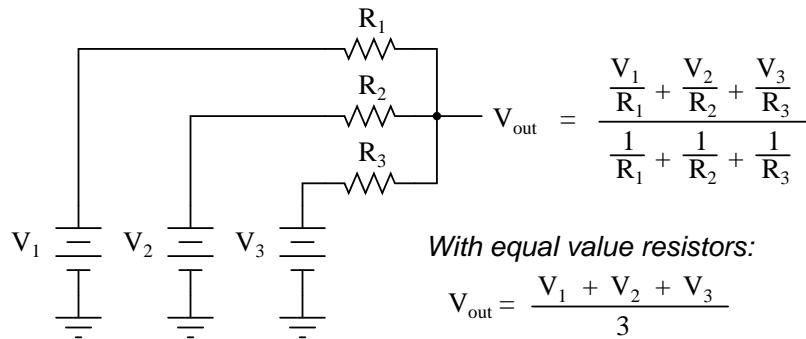 R1
R2
R3
V1
V2
V3
Vout = (V1/R1 + V2/R2 + V3/R3) / (1/R1 + 1/R2 + 1/R3)
With equal value resistors:
Vout = (V1 + V2 + V3) / 3